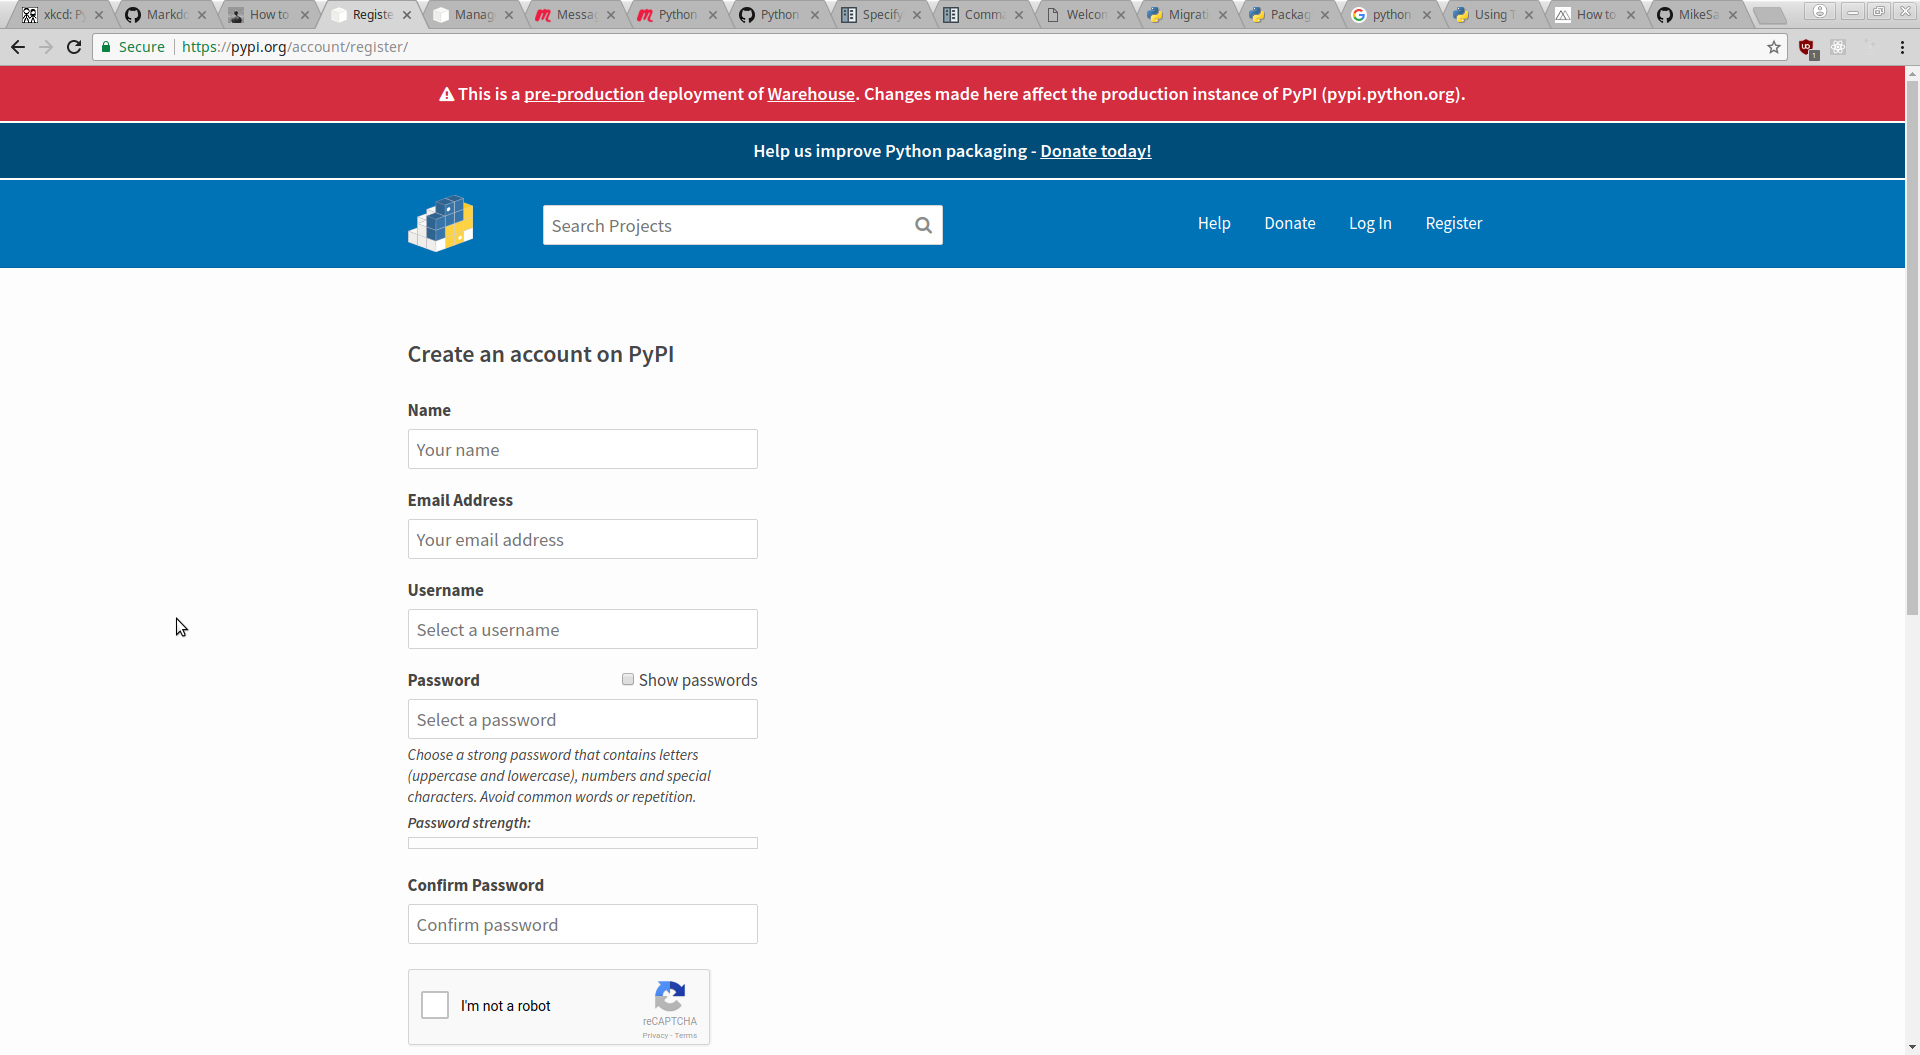 xkcd: P
Markdo
How to
Registe
Manag
Messag
Python
Python
Specify
Comma
Welcon
Migrati
Packag
python
Using T
How to
MikeSa
Secure
https://pypi.org/account/register/
This is a pre-production deployment of Warehouse. Changes made here affect the production instance of PyPI (pypi.python.org).
Help us improve Python packaging - Donate today!
Search Projects
Help
Donate
Log In
Register
Create an account on PyPI
Name
Your name
Email Address
Your email address
Username
Select a username
Password
Show passwords
Select a password
Choose a strong password that contains letters
(uppercase and lowercase), numbers and special
characters. Avoid common words or repetition.
Password strength:
Confirm Password
Confirm password
I'm not a robot
reCAPTCHA
Privacy - Terms